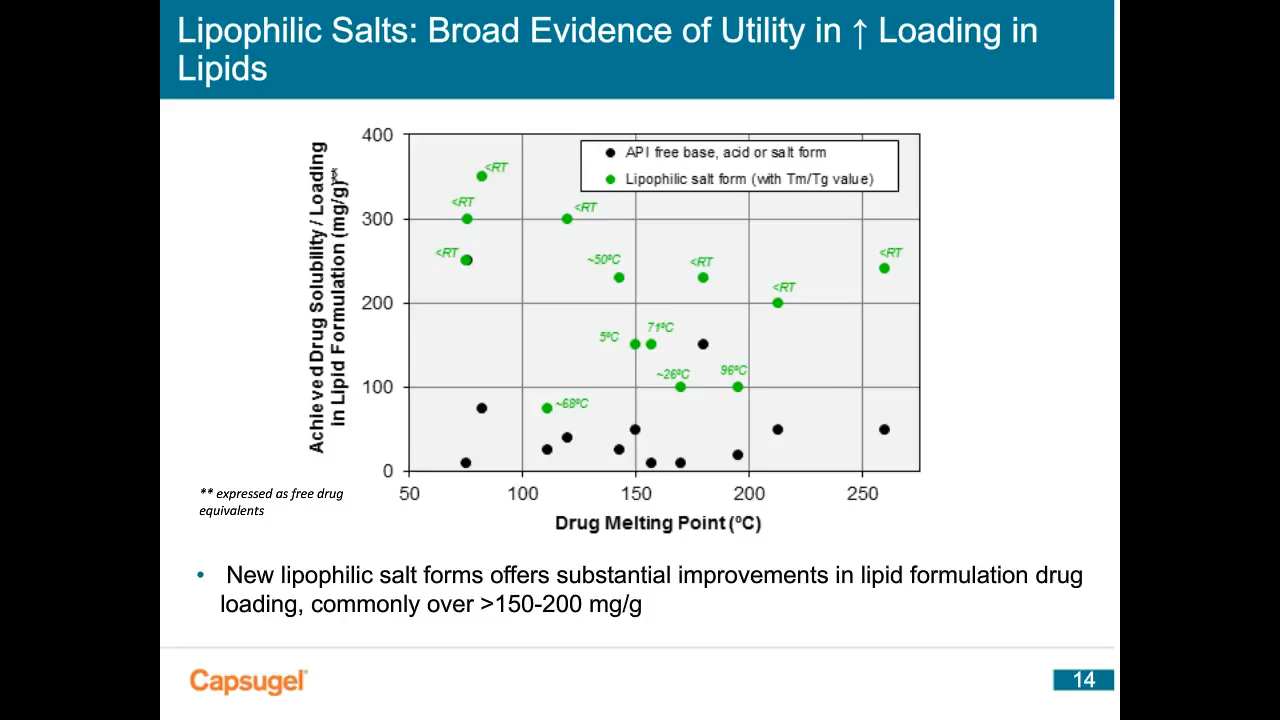 Lipophilic Salts: Broad Evidence of Utility in ↑ Loading in
Lipids
Achieved Drug Solubility / Loading
in Lipid Formulation (mg/g)**
400
300
200
100
0
API free base, acid or salt form
Lipophilic salt form (with Tm/Tg value)
<RT
<RT
<RT
<RT
~50ºC
<RT
<RT
<RT
5ºC
71ºC
~26ºC
96ºC
~68ºC
50
100
150
200
250
Drug Melting Point (ºC)
** expressed as free drug
equivalents
• New lipophilic salt forms offers substantial improvements in lipid formulation drug
loading, commonly over >150-200 mg/g
Capsugel
14